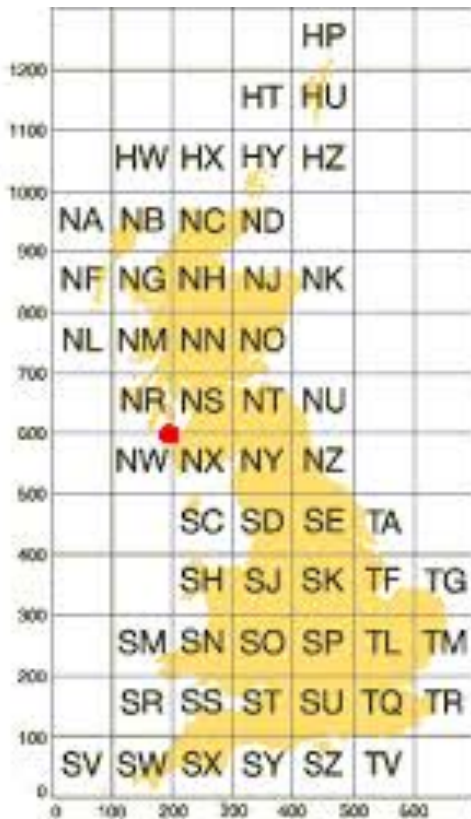 HP
1200
HT HU
1100
HW HX HY HZ
1000
NA NB NC ND
900
NF NG NH NJ NK
800
NL NM NN NO
700
NR NS NT NU
600
NW NX NY NZ
500
SC SD SE TA
400
SH SJ SK TF TG
300
SM SN SO SP TL TM
200
SR SS ST SU TQ TR
100
SV SW SX SY SZ TV
0
0 100 200 300 400 500 600